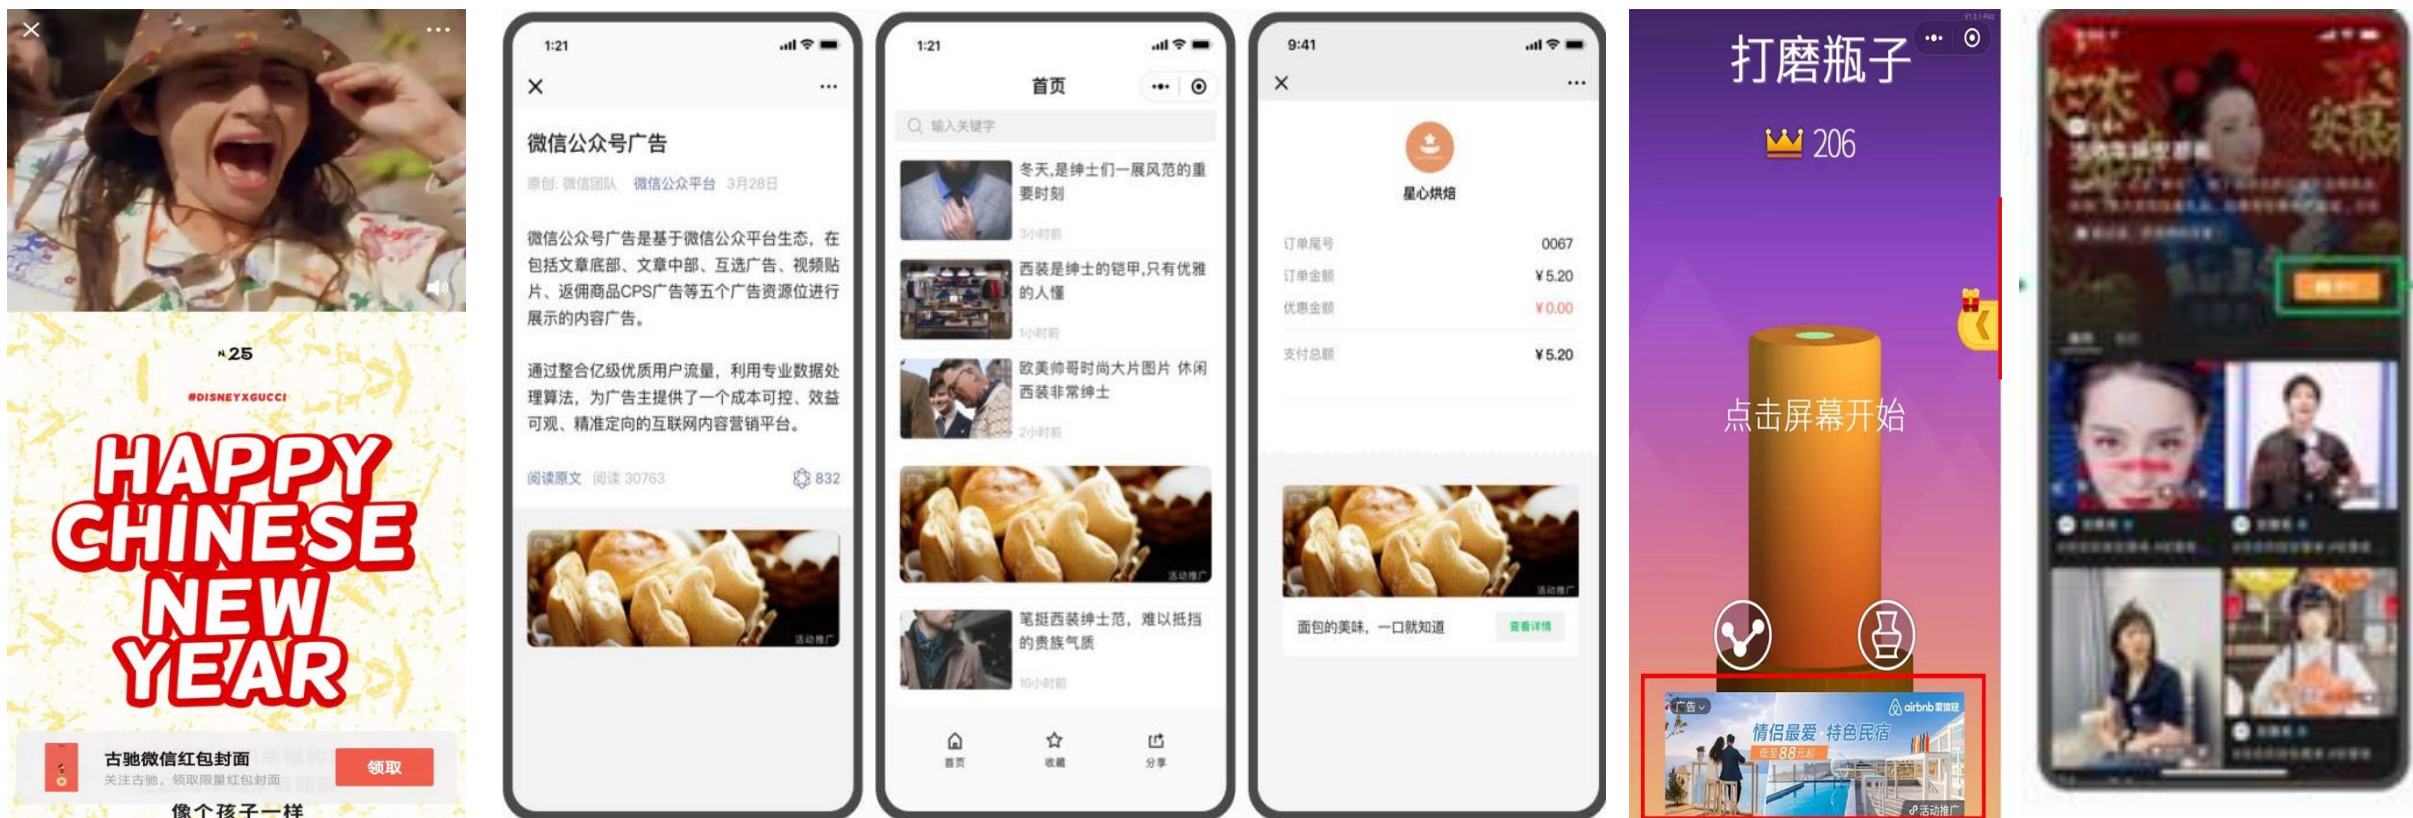 25
#DISNEYXGUCCI
HAPPY
CHINESE
NEW
YEAR
古驰微信红包封面
关注古驰，领取限量红包封面
领取
像个孩子一样
1:21
微信公众号广告
原创: 微信团队 微信公众平台 3月28日
微信公众号广告是基于微信公众平台生态，在
包括文章底部、文章中部、互选广告、视频贴
片、返佣商品CPS广告等五个广告资源位进行
展示的内容广告。
通过整合亿级优质用户流量，利用专业数据处
理算法，为广告主提供了一个成本可控、效益
可观、精准定向的互联网内容营销平台。
阅读原文 阅读 30763 832
广告
活动推广
1:21
首页
输入关键字
冬天,是绅士们一展风范的重
要时刻
3小时前
西装是绅士的铠甲,只有优雅
的人懂
1小时前
欧美帅哥时尚大片图片 休闲
西装非常绅士
2小时前
广告
活动推广
笔挺西装绅士范，难以抵挡
的贵族气质
10小时前
首页 收藏 分享
9:41
星心烘焙
订单尾号 0067
订单金额 ¥5.20
优惠金额 ¥0.00
支付总额 ¥5.20
广告
活动推广
面包的美味，一口就知道 查看详情
V1.3.1-R42
打磨瓶子
206
点击屏幕开始
广告
airbnb 爱彼迎
情侣最爱·特色民宿
低至88元起
活动推广